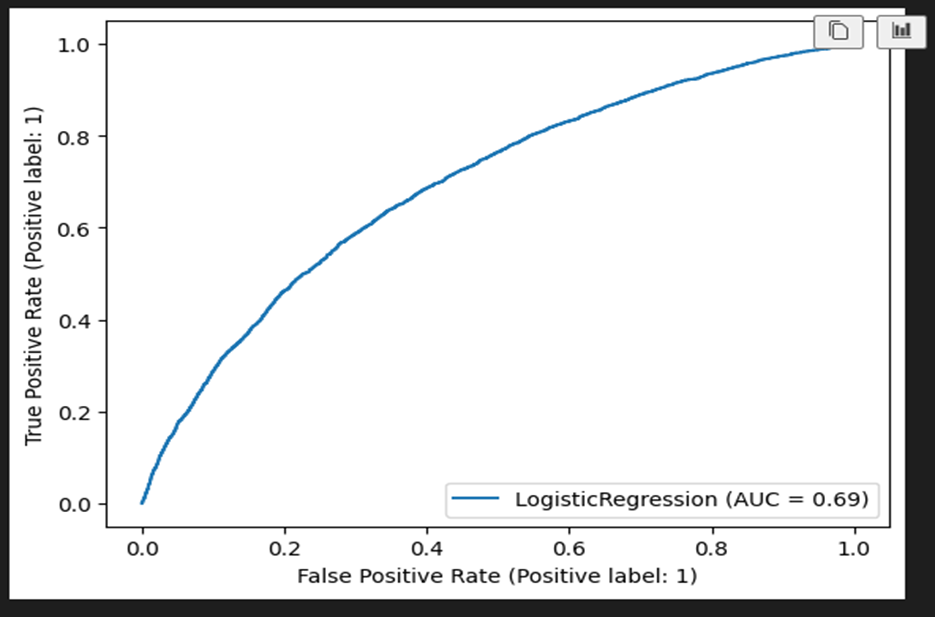 1.0
0.8
0.6
0.4
0.2
0.0
True Positive Rate (Positive label: 1)
LogisticRegression (AUC = 0.69)
0.0 0.2 0.4 0.6 0.8 1.0
False Positive Rate (Positive label: 1)